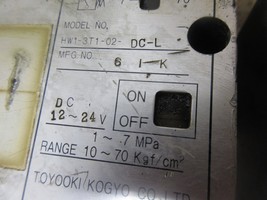 MODEL NO.
HW1-3T1-02- DC-L
MFG NO. 6 I-K
DC
12~24V
ON
OFF
1~.7 MPa
RANGE 10~70 Kgf/cm²
TOYOOKI KOGYO CO.LTD